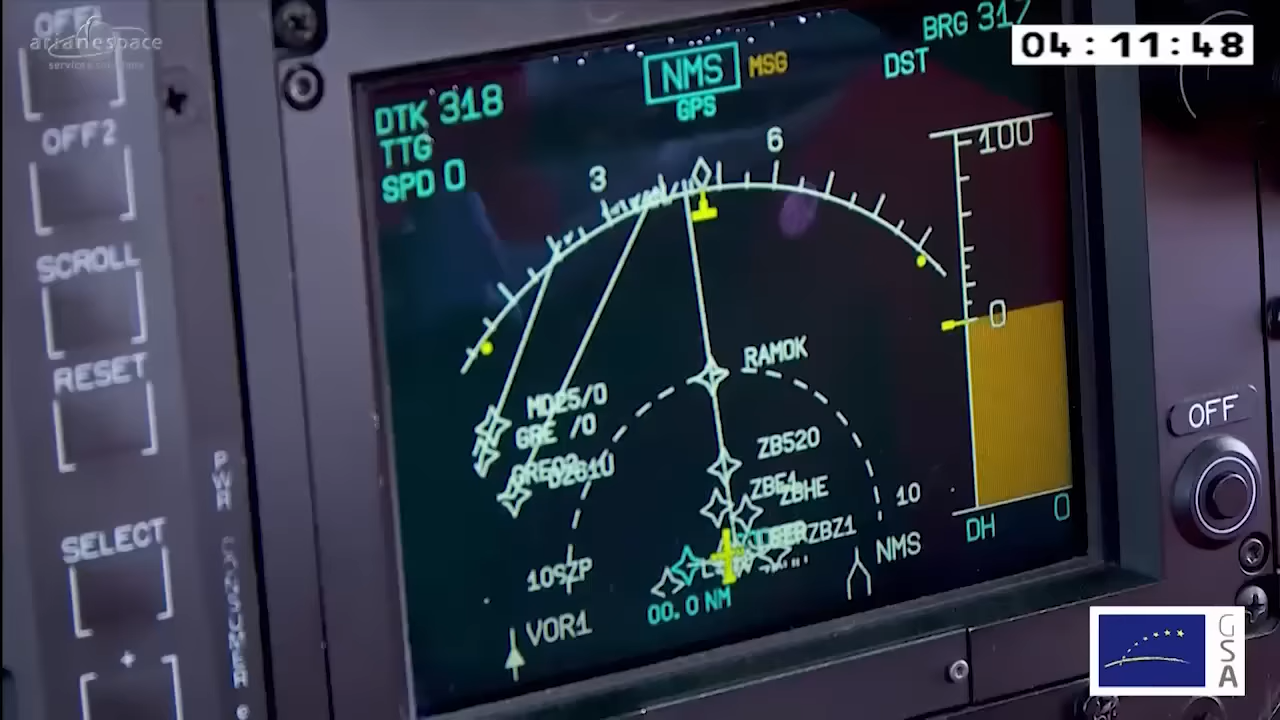 OFF1
arianespace
OFF2
SCROLL
RESET
SELECT
PWR
CONSUMER
DTK 318
TTG
SPD 0
NMS
MSG
GPS
BRG 317
DST
04:11:48
3
6
100
0
RAMOK
MD25/0
GRE /0
ZB520
ZBHE
10
NMS
DH 0
VOR1
00.0 NM
OFF
GSA